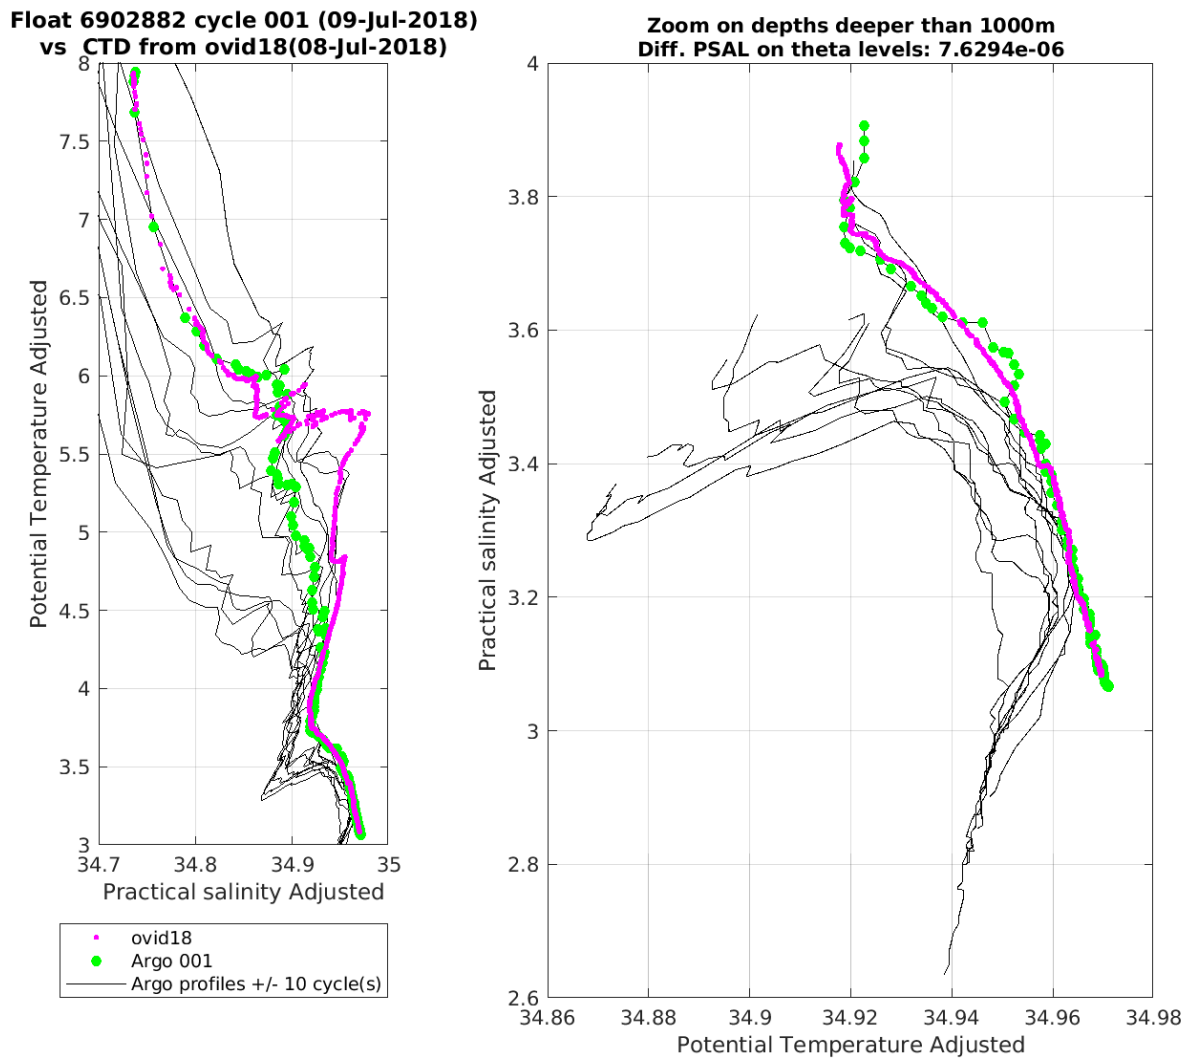 Float 6902882 cycle 001 (09-Jul-2018)
vs  CTD from ovid18(08-Jul-2018)
8
7.5
7
6.5
6
5.5
5
4.5
4
3.5
3
34.7
34.8
34.9
35
Potential Temperature Adjusted
Practical salinity Adjusted
ovid18
Argo 001
Argo profiles +/- 10 cycle(s)
Zoom on depths deeper than 1000m
Diff. PSAL on theta levels: 7.6294e-06
4
3.8
3.6
3.4
3.2
3
2.8
2.6
34.86
34.88
34.9
34.92
34.94
34.96
34.98
Practical salinity Adjusted
Potential Temperature Adjusted